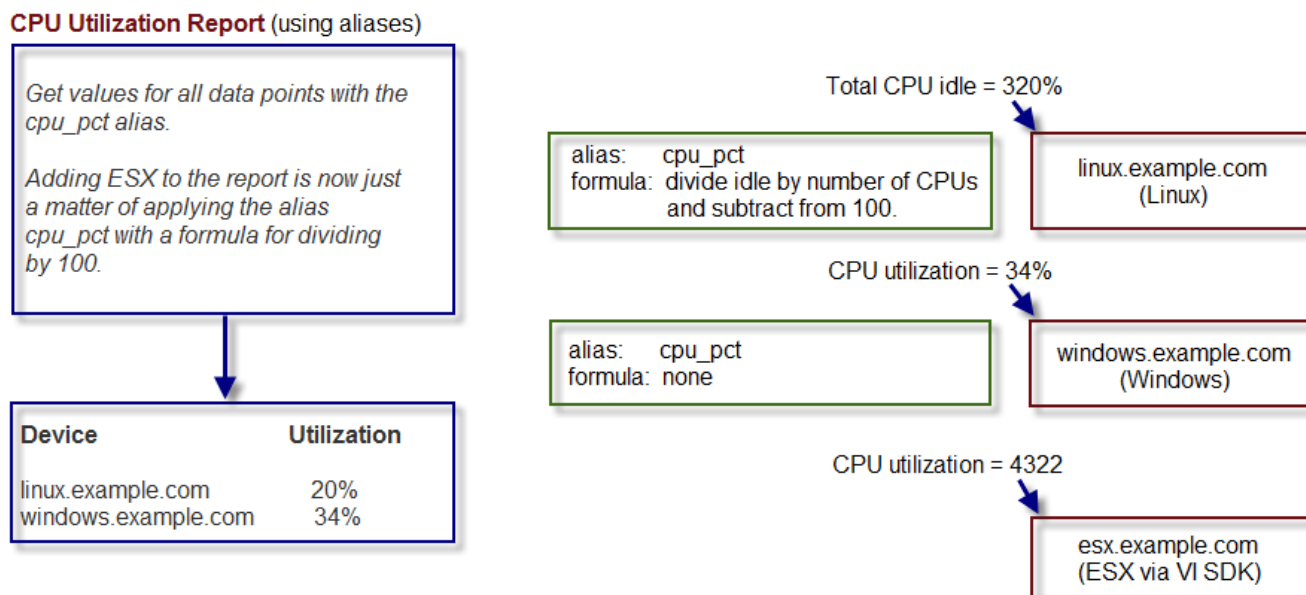 CPU Utilization Report (using aliases)
Get values for all data points with the
cpu_pct alias.
Adding ESX to the report is now just
a matter of applying the alias
cpu_pct with a formula for dividing
by 100.
Device Utilization
linux.example.com 20%
windows.example.com 34%
Total CPU idle = 320%
alias: cpu_pct
formula: divide idle by number of CPUs
and subtract from 100.
linux.example.com
(Linux)
CPU utilization = 34%
alias: cpu_pct
formula: none
windows.example.com
(Windows)
CPU utilization = 4322
esx.example.com
(ESX via VI SDK)